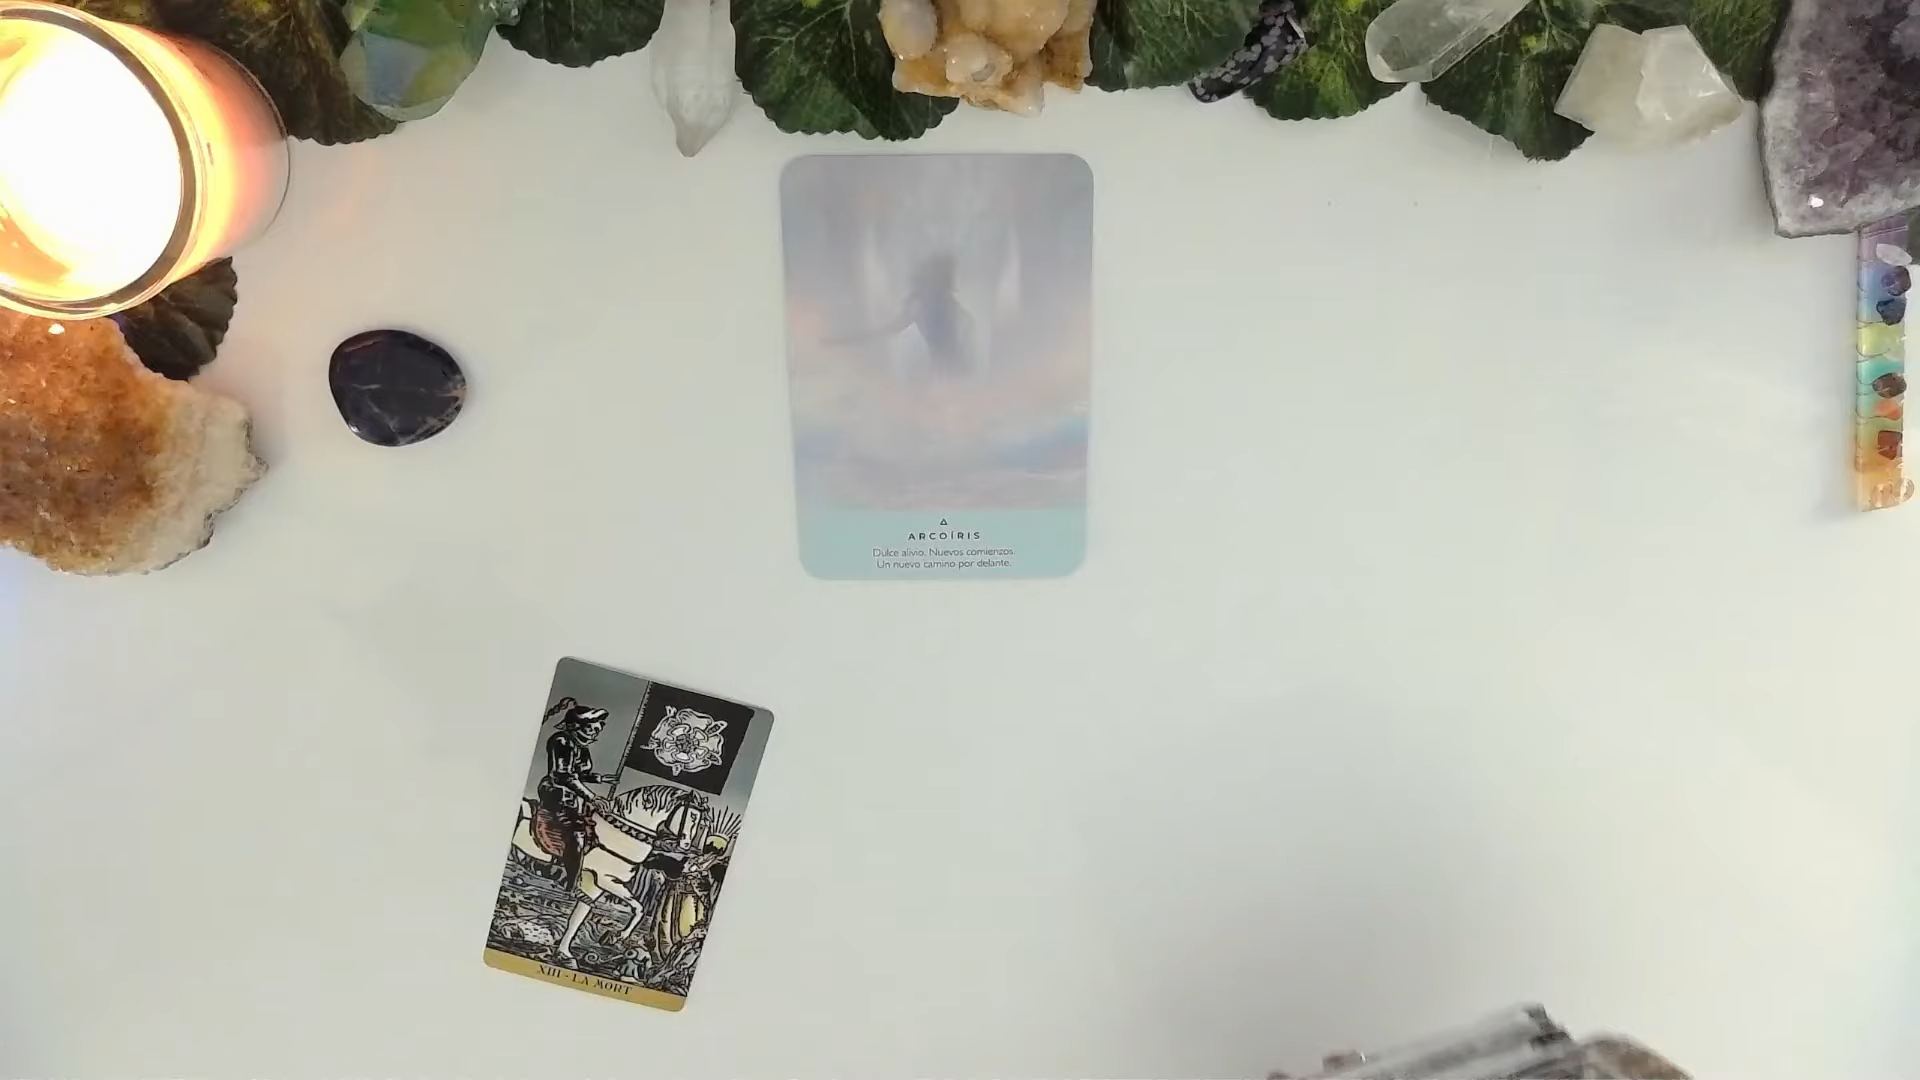 ARCOÍRIS
Dulce alivio. Nuevos comienzos.
Un nuevo camino por delante.
XIII - LA MORT